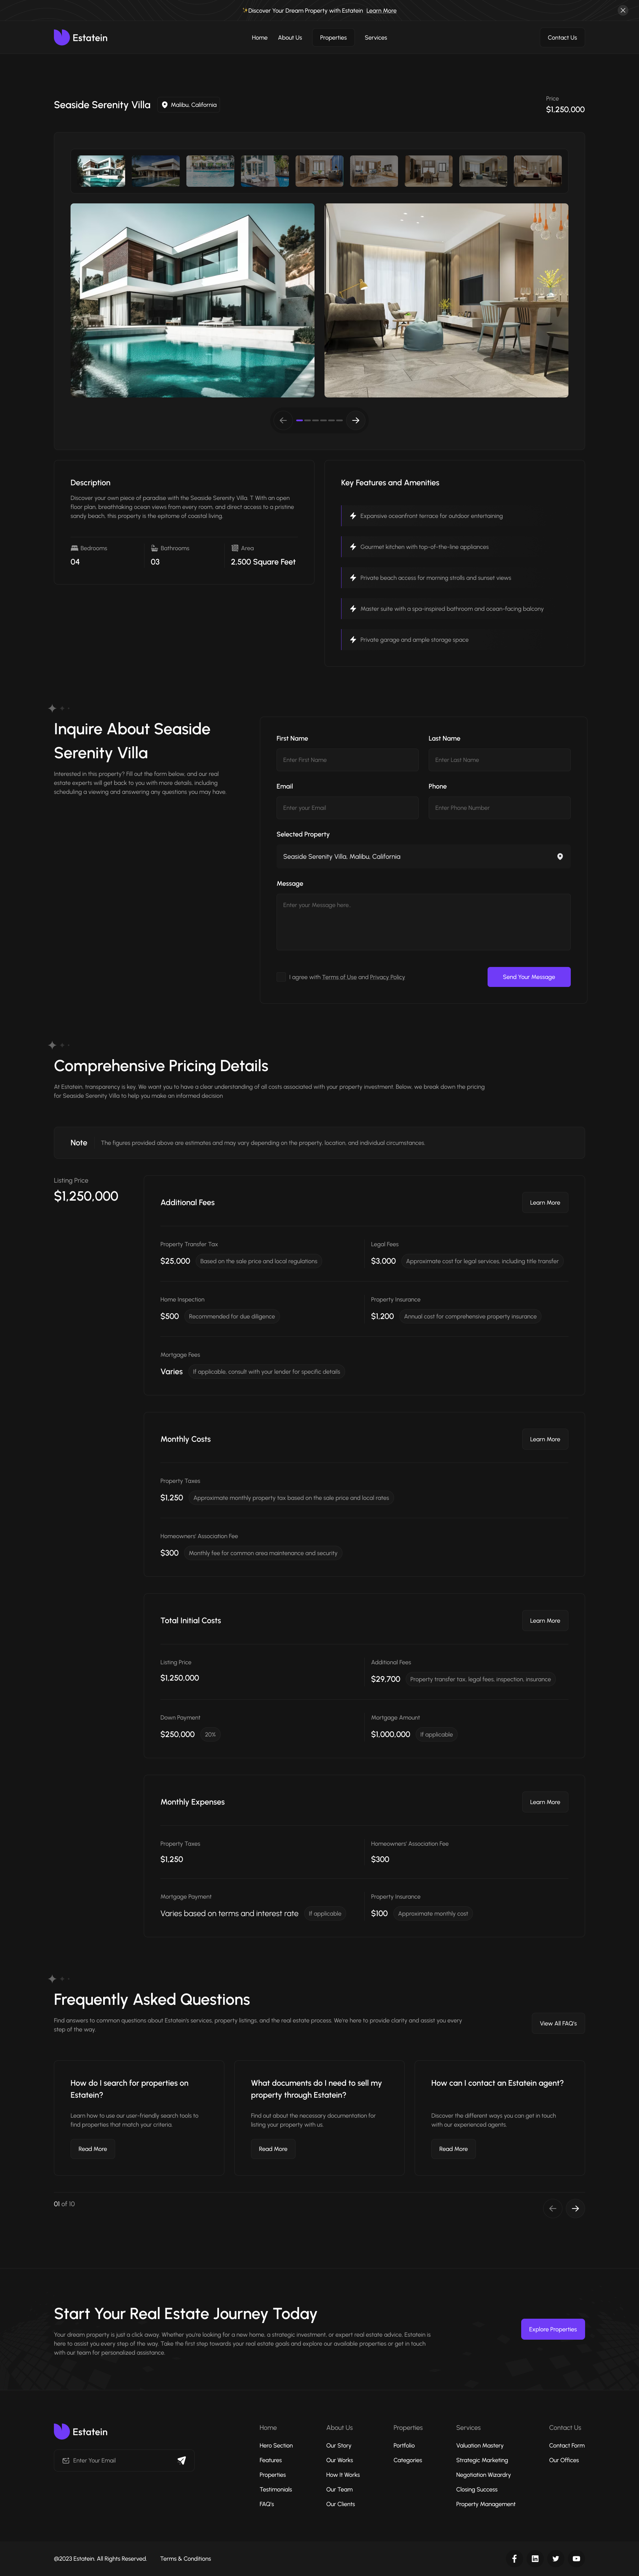 ✨Discover Your Dream Property with Estatein Learn More
Estatein
Home
About Us
Properties
Services
Contact Us
Seaside Serenity Villa
Malibu, California
Price
$1,250,000
Description
Discover your own piece of paradise with the Seaside Serenity Villa. T With an open
floor plan, breathtaking ocean views from every room, and direct access to a pristine
sandy beach, this property is the epitome of coastal living.
Bedrooms
04
Bathrooms
03
Area
2,500 Square Feet
Key Features and Amenities
Expansive oceanfront terrace for outdoor entertaining
Gourmet kitchen with top-of-the-line appliances
Private beach access for morning strolls and sunset views
Master suite with a spa-inspired bathroom and ocean-facing balcony
Private garage and ample storage space
Inquire About Seaside
Serenity Villa
Interested in this property? Fill out the form below, and our real
estate experts will get back to you with more details, including
scheduling a viewing and answering any questions you may have.
First Name
Last Name
Enter First Name
Enter Last Name
Email
Phone
Enter your Email
Enter Phone Number
Selected Property
Seaside Serenity Villa, Malibu, California
Message
Enter your Message here..
I agree with Terms of Use and Privacy Policy
Send Your Message
Comprehensive Pricing Details
At Estatein, transparency is key. We want you to have a clear understanding of all costs associated with your property investment. Below, we break down the pricing
for Seaside Serenity Villa to help you make an informed decision
Note
The figures provided above are estimates and may vary depending on the property, location, and individual circumstances.
Listing Price
$1,250,000
Additional Fees
Learn More
Property Transfer Tax
$25,000
Based on the sale price and local regulations
Legal Fees
$3,000
Approximate cost for legal services, including title transfer
Home Inspection
$500
Recommended for due diligence
Property Insurance
$1,200
Annual cost for comprehensive property insurance
Mortgage Fees
Varies
If applicable, consult with your lender for specific details
Monthly Costs
Learn More
Property Taxes
$1,250
Approximate monthly property tax based on the sale price and local rates
Homeowners' Association Fee
$300
Monthly fee for common area maintenance and security
Total Initial Costs
Learn More
Listing Price
$1,250,000
Additional Fees
$29,700
Property transfer tax, legal fees, inspection, insurance
Down Payment
$250,000
20%
Mortgage Amount
$1,000,000
If applicable
Monthly Expenses
Learn More
Property Taxes
$1,250
Homeowners' Association Fee
$300
Mortgage Payment
Varies based on terms and interest rate
If applicable
Property Insurance
$100
Approximate monthly cost
Frequently Asked Questions
Find answers to common questions about Estatein's services, property listings, and the real estate process. We're here to provide clarity and assist you every
step of the way.
View All FAQ's
How do I search for properties on
Estatein?
Learn how to use our user-friendly search tools to
find properties that match your criteria.
Read More
What documents do I need to sell my
property through Estatein?
Find out about the necessary documentation for
listing your property with us.
Read More
How can I contact an Estatein agent?
Discover the different ways you can get in touch
with our experienced agents.
Read More
01 of 10
Start Your Real Estate Journey Today
Your dream property is just a click away. Whether you're looking for a new home, a strategic investment, or expert real estate advice, Estatein is
here to assist you every step of the way. Take the first step towards your real estate goals and explore our available properties or get in touch
with our team for personalized assistance.
Explore Properties
Estatein
Enter Your Email
Home
Hero Section
Features
Properties
Testimonials
FAQ's
About Us
Our Story
Our Works
How It Works
Our Team
Our Clients
Properties
Portfolio
Categories
Services
Valuation Mastery
Strategic Marketing
Negotiation Wizardry
Closing Success
Property Management
Contact Us
Contact Form
Our Offices
@2023 Estatein. All Rights Reserved.
Terms & Conditions